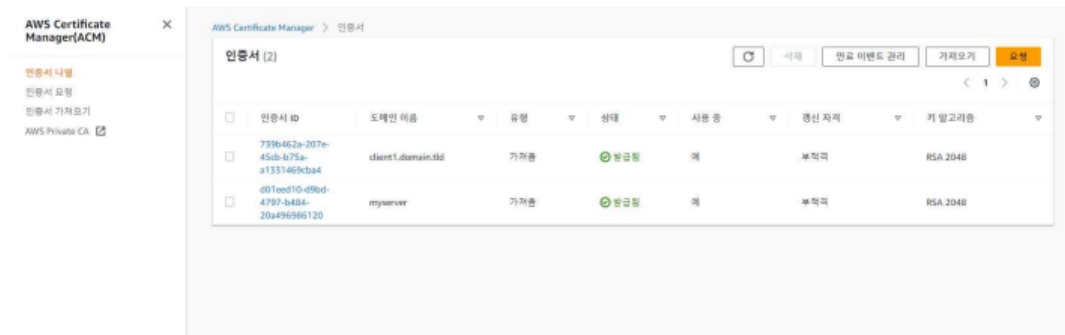 AWS Certificate
Manager(ACM)
인증서 나열
인증서 요청
인증서 가져오기
AWS Private CA
AWS Certificate Manager > 인증서
인증서 (2)
삭제 만료 이벤트 관리 가져오기 요청
< 1 >
인증서 ID 도메인 이름 유형 상태 사용 중 갱신 자격 키 알고리즘
739b462a-207e-
45cb-b75a-
a1331469cba4
client1.domain.tld 가져옴 발급됨 예 부적격 RSA 2048
d01eed10-d9bd-
4797-b484-
20a496986120
myserver 가져옴 발급됨 예 부적격 RSA 2048